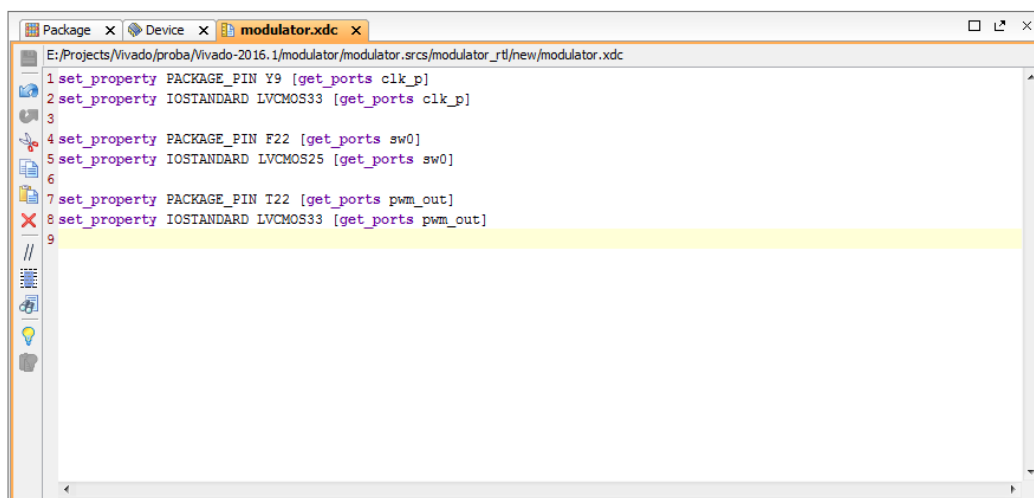 Package Device modulator.xdc
E:/Projects/Vivado/proba/Vivado-2016.1/modulator/modulator.srcs/modulator_rtl/new/modulator.xdc
1 set_property PACKAGE_PIN Y9 [get_ports clk_p]
2 set_property IOSTANDARD LVCMOS33 [get_ports clk_p]
3
4 set_property PACKAGE_PIN F22 [get_ports sw0]
5 set_property IOSTANDARD LVCMOS25 [get_ports sw0]
6
7 set_property PACKAGE_PIN T22 [get_ports pwm_out]
8 set_property IOSTANDARD LVCMOS33 [get_ports pwm_out]
9
//